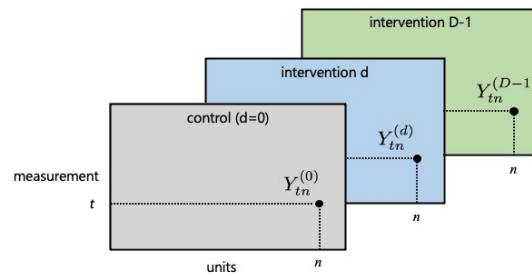 intervention D-1
Y_{tn}^{(D-1
n
intervention d
Y_{tn}^{(d)}
n
control (d=0)
Y_{tn}^{(0)}
measurement
t
n
units